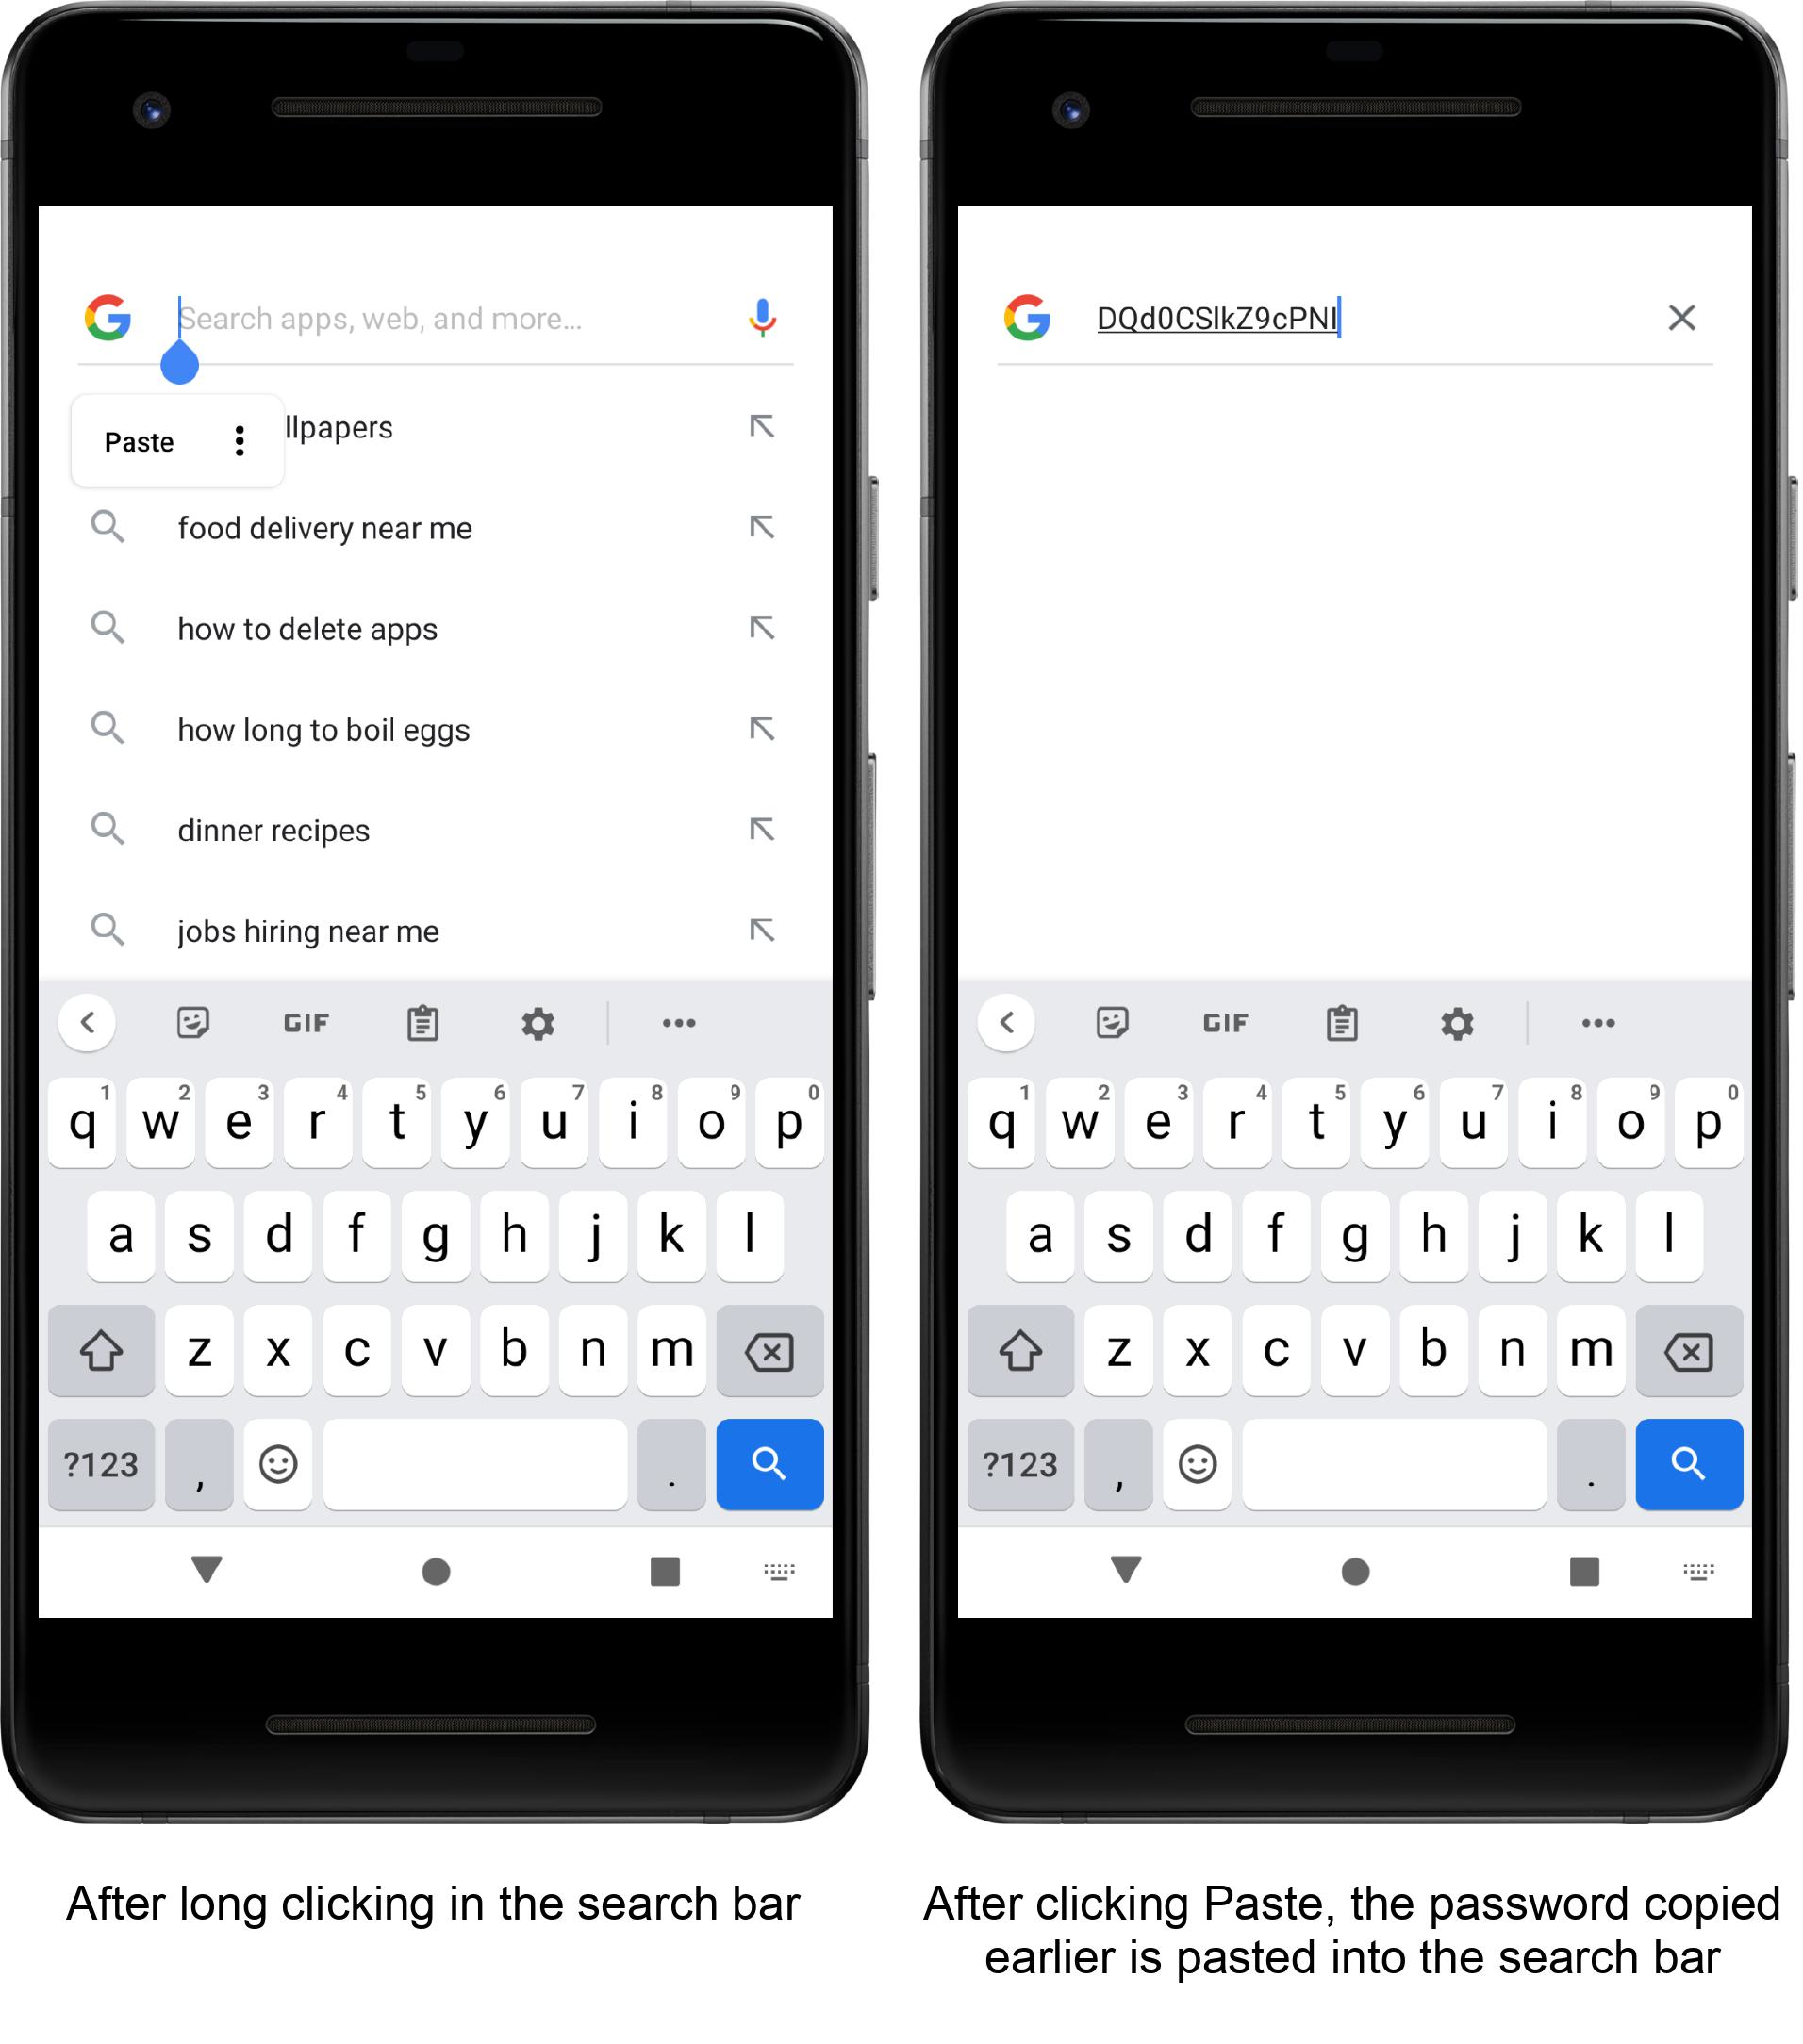 Search apps, web, and more...
Paste
llpapers
food delivery near me
how to delete apps
how long to boil eggs
dinner recipes
jobs hiring near me
GIF
1 2 3 4 5 6 7 8 9 0
q w e r t y u i o p
a s d f g h j k l
z x c v b n m
?123 , .
After long clicking in the search bar
DQd0CSlkZ9cPNl
GIF
1 2 3 4 5 6 7 8 9 0
q w e r t y u i o p
a s d f g h j k l
z x c v b n m
?123 , .
After clicking Paste, the password copied
earlier is pasted into the search bar